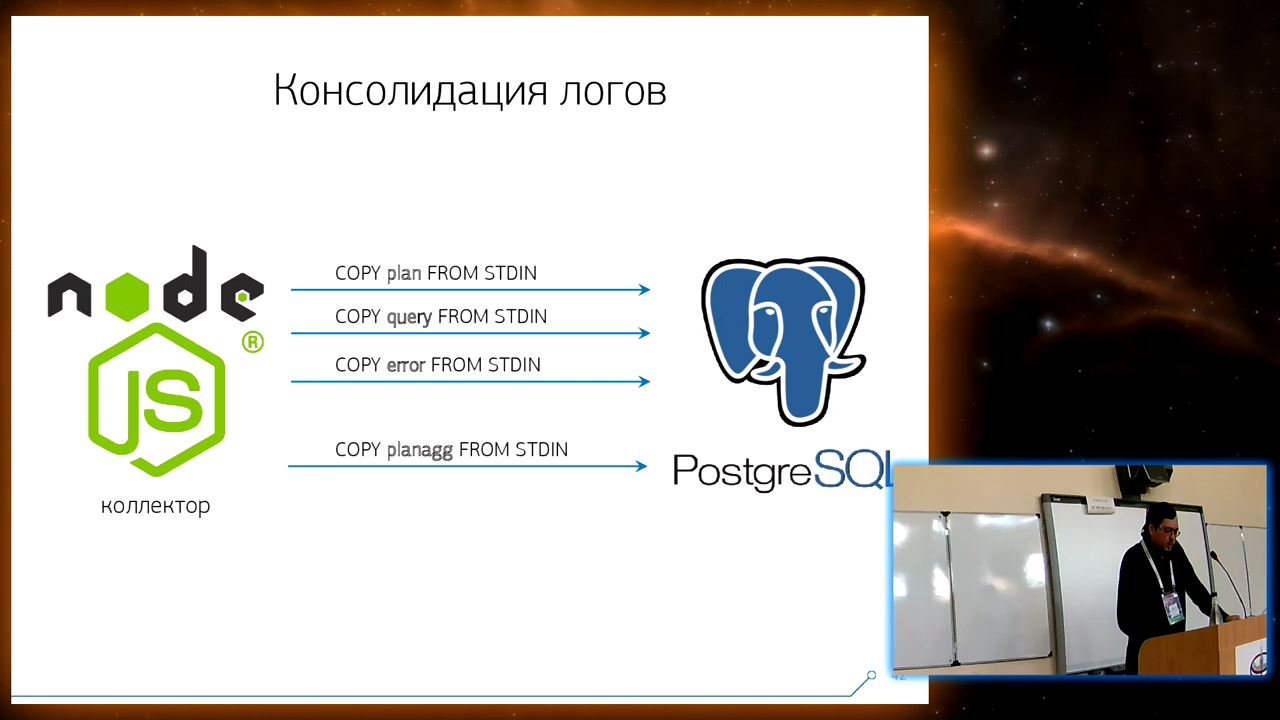 Консолидация логов
node
JS
®
COPY plan FROM STDIN
COPY query FROM STDIN
COPY error FROM STDIN
COPY planagg FROM STDIN
PostgreSQL
коллектор
42